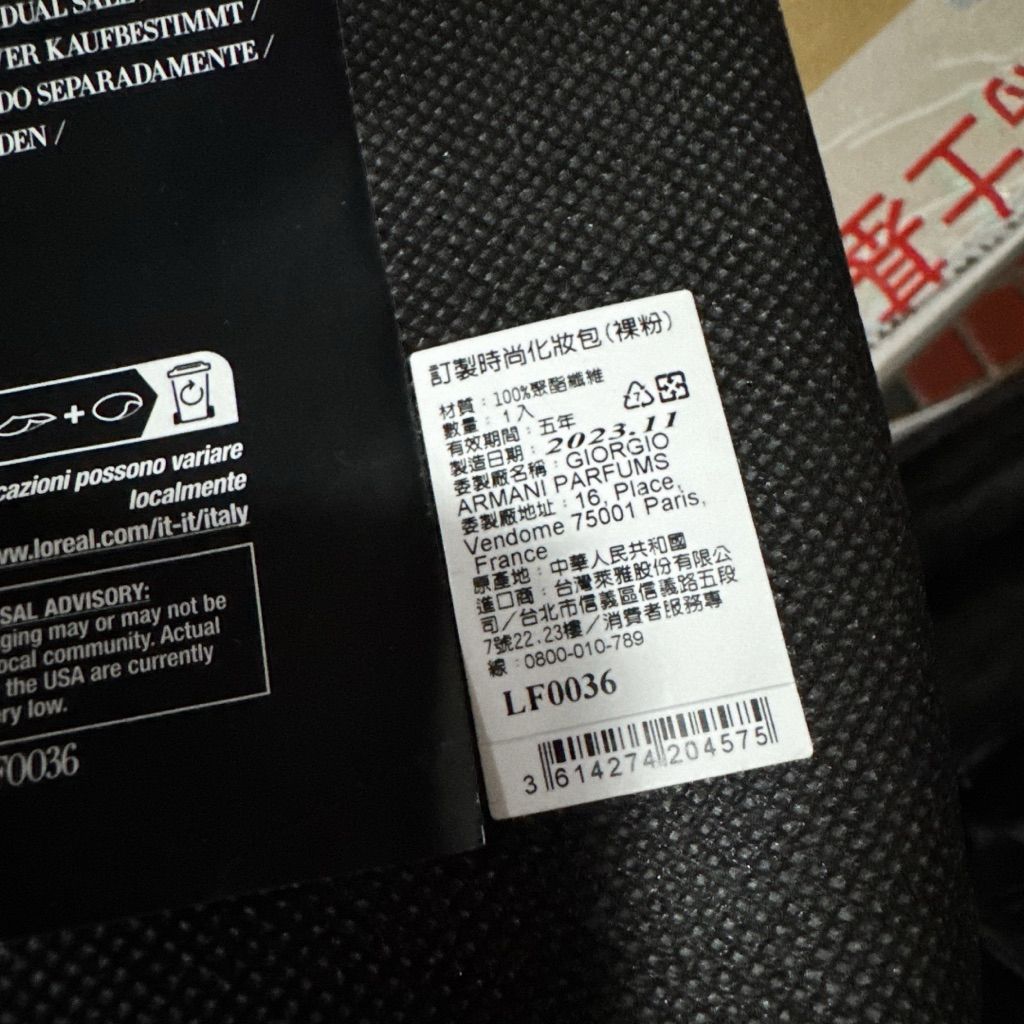 DUAL SALE
ER KAUFBESTIMMT /
DO SEPARADAMENTE /
DEN /
cazioni possono variare
localmente
ww.loreal.com/it-it/italy
SAL ADVISORY:
ging may or may not be
ocal community. Actual
the USA are currently
ry low.
F0036
訂製時尚化妝包(裸粉)
材質:100%聚酯纖維
數量:1入
7
有效期間:五年
製造日期:2023.11
委製廠名稱:GIORGIO
ARMANI PARFUMS
委製廠地址:16, Place,
Vendome 75001 Paris,
France
原產地:中華人民共和國
進口商:台灣萊雅股份有限公
司/台北市信義區信義路五段
7號22,23樓/消費者服務專
線:0800-010-789
LF0036
3 614274 204575